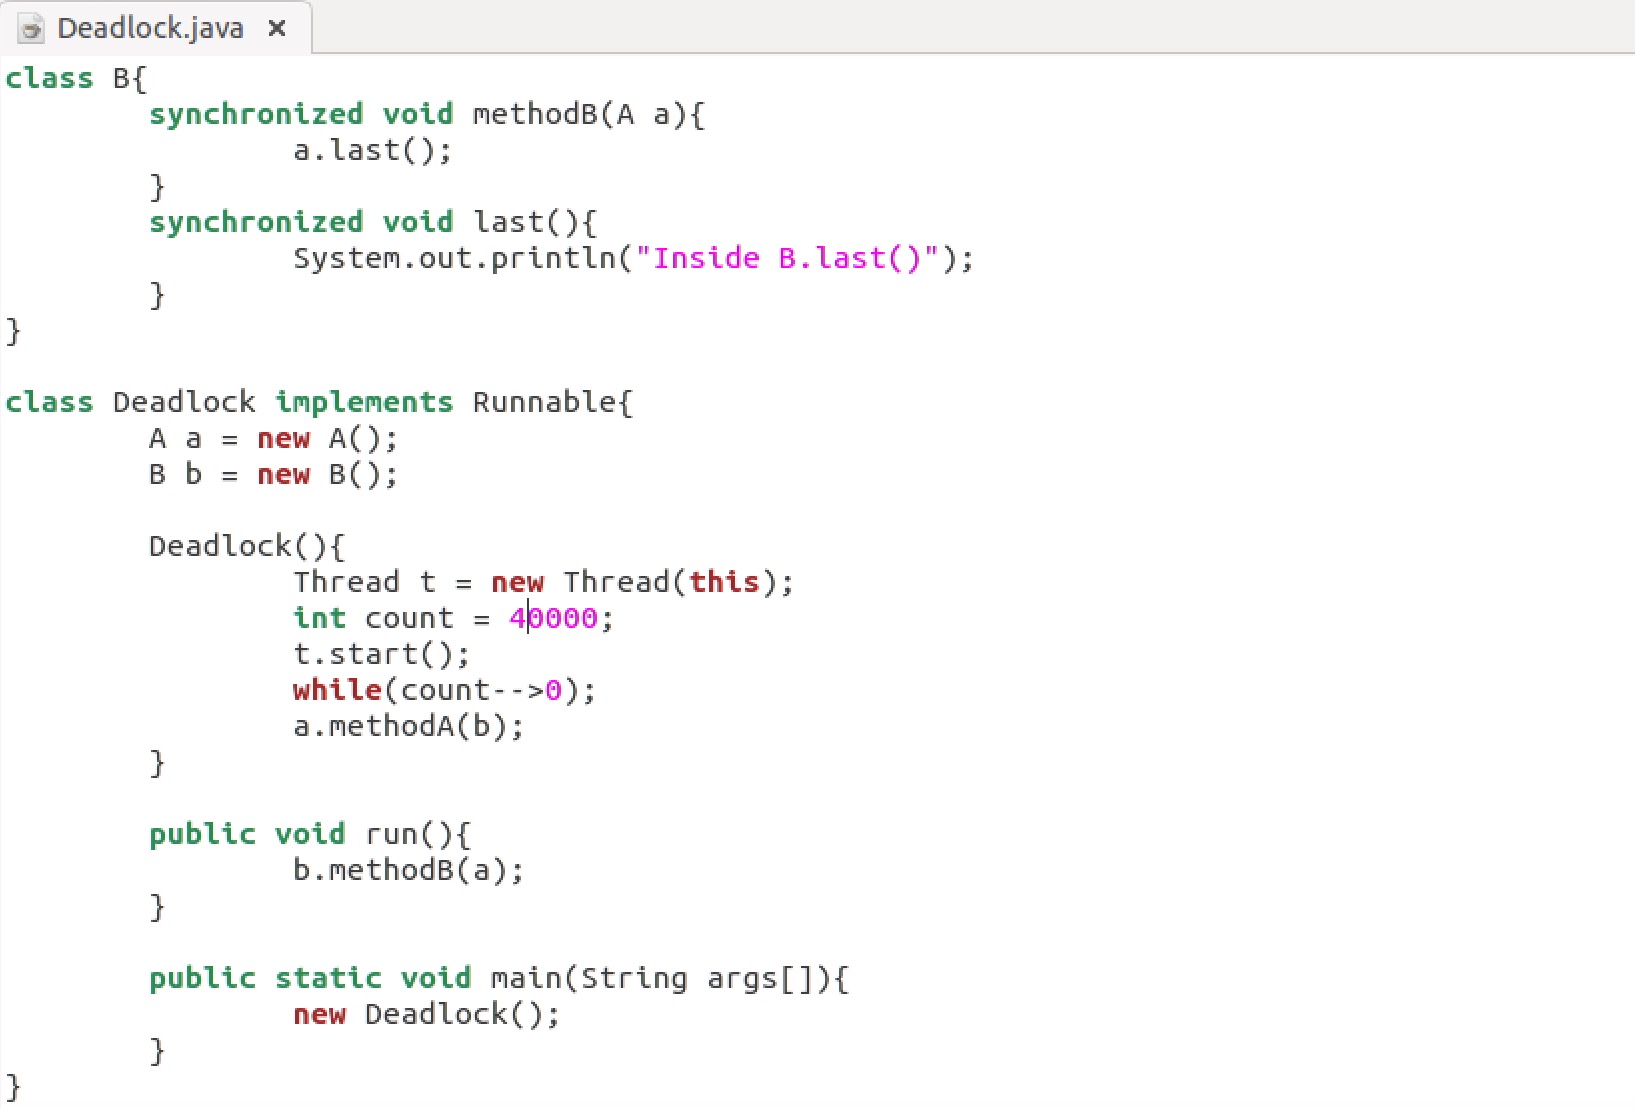 Deadlock.java
class B{
synchronized void methodB(A a){
a.last();
}
synchronized void last(){
System.out.println("Inside B.last()");
}
}
class Deadlock implements Runnable{
A a = new A();
B b = new B();
Deadlock(){
Thread t = new Thread(this);
int count = 40000;
t.start();
while(count-->0);
a.methodA(b);
}
public void run(){
b.methodB(a);
}
public static void main(String args[]){
new Deadlock();
}
}